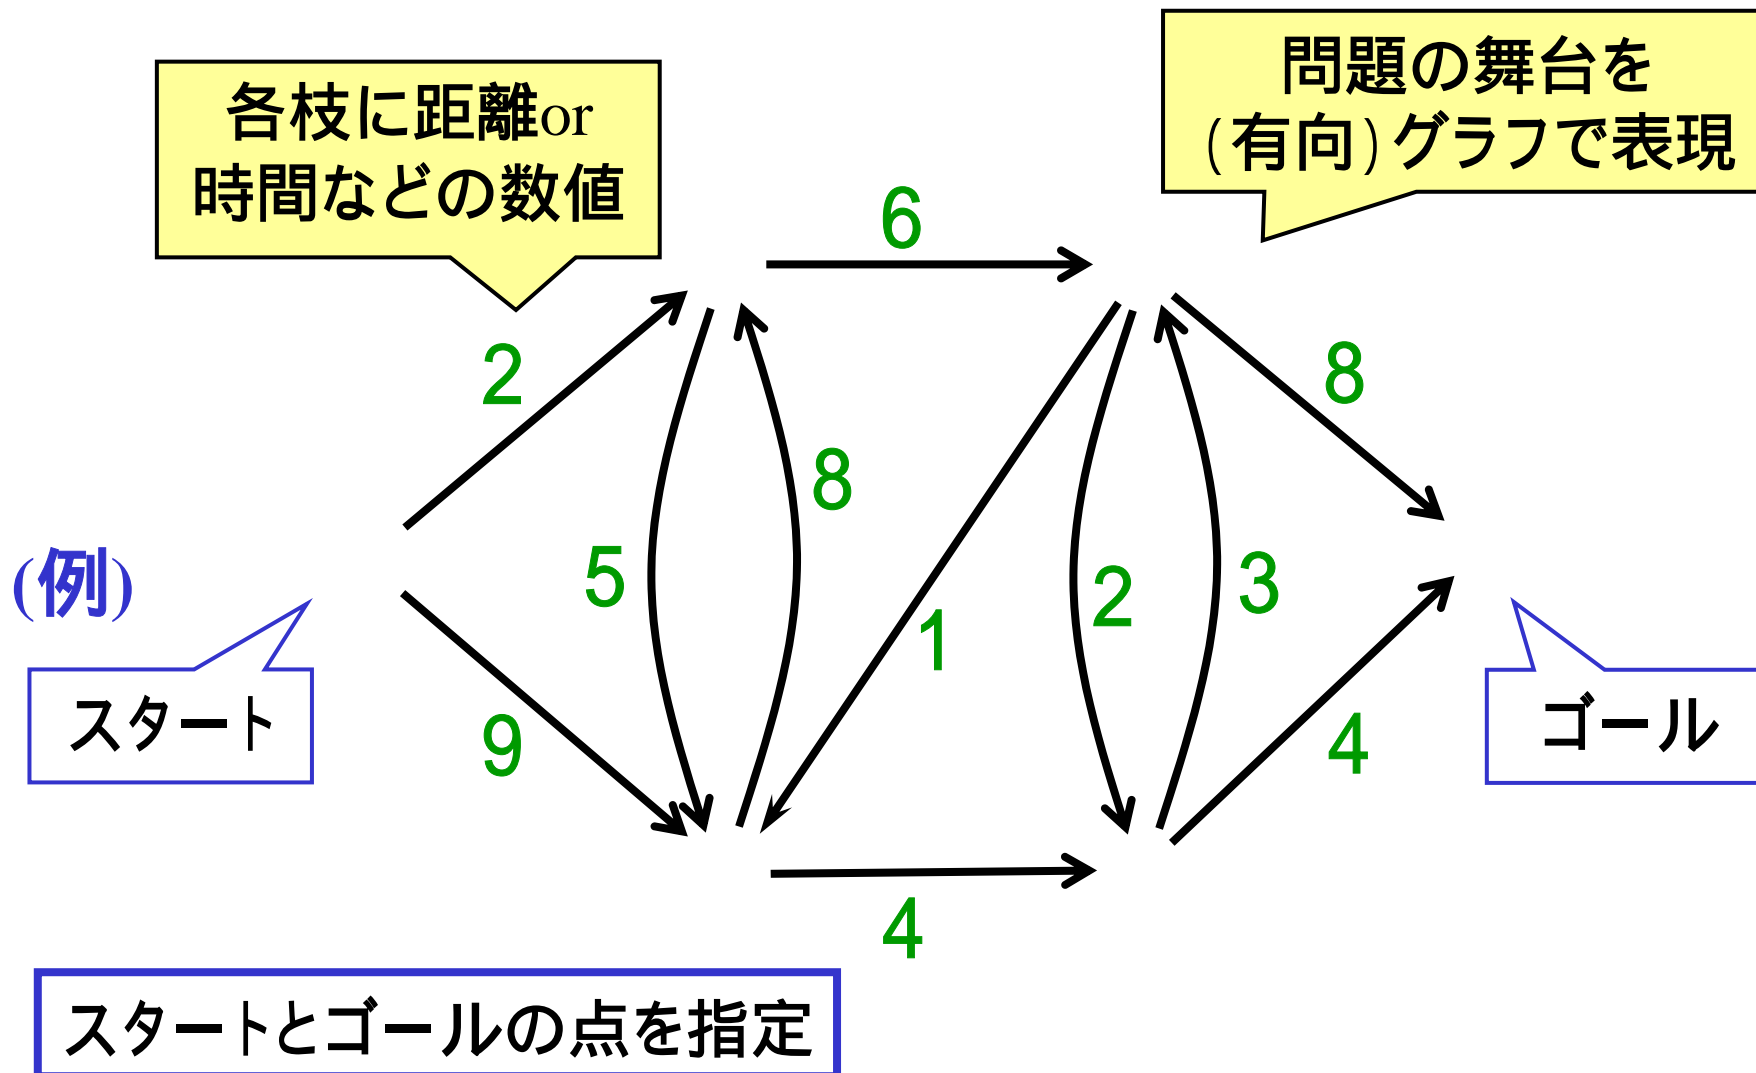 各枝に距離or
時間などの数値
問題の舞台を
(有向)グラフで表現
6
2
8
8
5
1
2
3
(例)
スタート
ゴール
9
4
4
スタートとゴールの点を指定